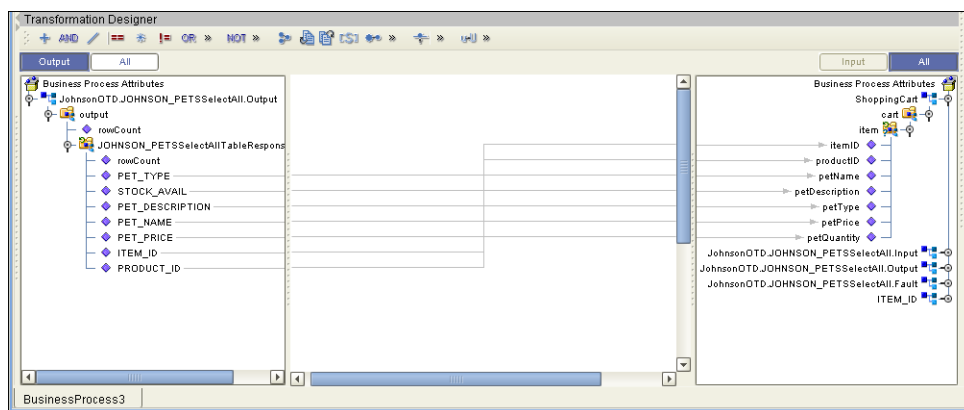 Transformation Designer
AND == != OR » NOT » » » »
Output All Input All
Business Process Attributes
JohnsonOTD.JOHNSON_PETSSelectAll.Output
output
rowCount
JOHNSON_PETSSelectAllTableRespons
rowCount
PET_TYPE
STOCK_AVAIL
PET_DESCRIPTION
PET_NAME
PET_PRICE
ITEM_ID
PRODUCT_ID
Business Process Attributes
ShoppingCart
cart
item
itemID
productID
petName
petDescription
petType
petPrice
petQuantity
JohnsonOTD.JOHNSON_PETSSelectAll.Input
JohnsonOTD.JOHNSON_PETSSelectAll.Output
JohnsonOTD.JOHNSON_PETSSelectAll.Fault
ITEM_ID
BusinessProcess3